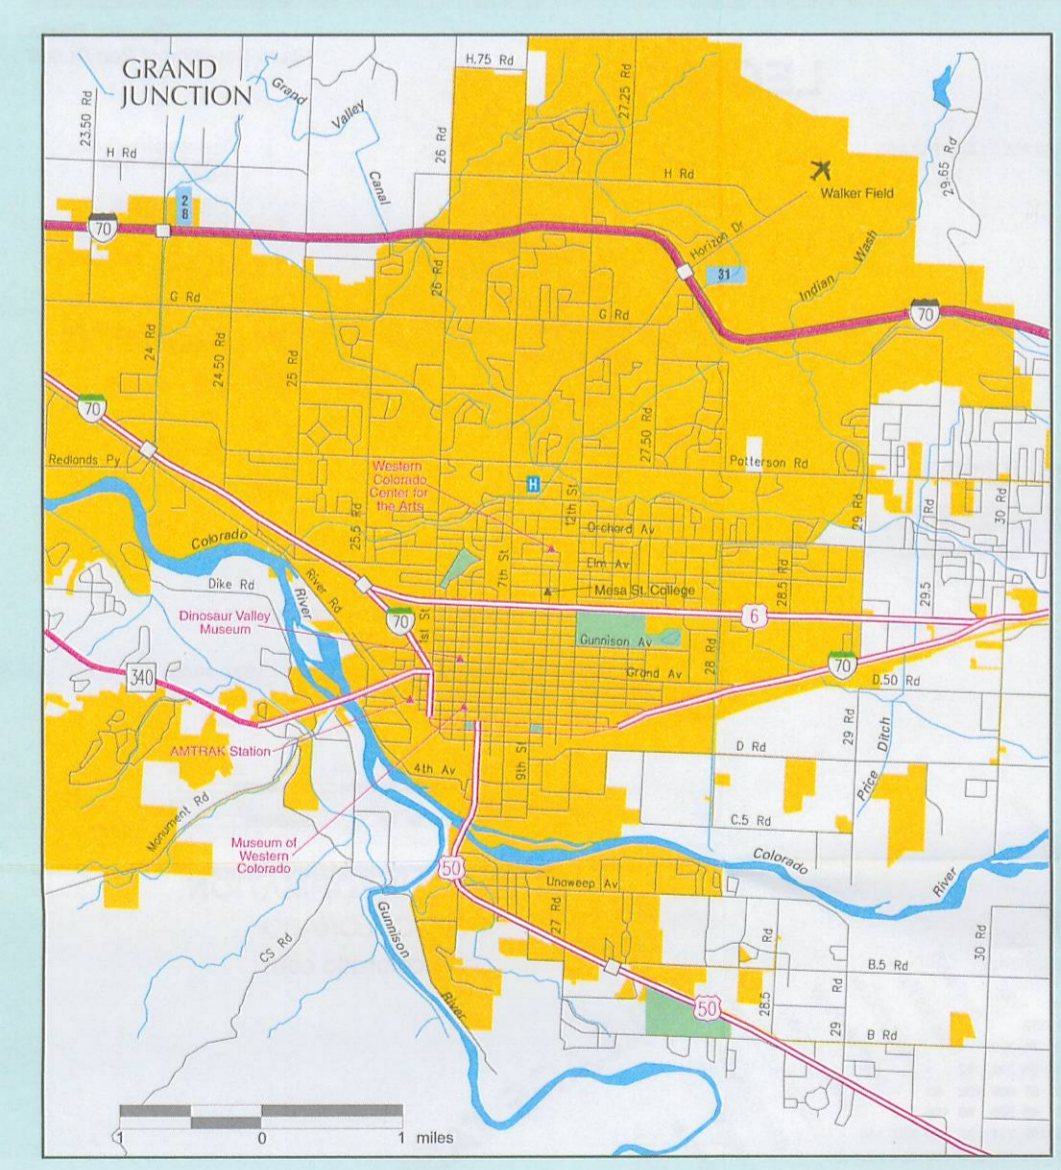 GRAND
JUNCTION
H.75 Rd
23.50 Rd
Grand
Valley
Canal
26 Rd
27.25 Rd
29.65 Rd
H Rd
H Rd
Walker Field
2
8
70
Horizon Dr
31
Indian
Wash
26 Rd
G Rd
G Rd
70
24 Rd
24.50 Rd
25 Rd
70
27.50 Rd
Redlands Py
Patterson Rd
Western
Colorado
Center for
the Arts
H
12th St
29 Rd
Rd
30 Rd
25.5 Rd
Orchard Av
Colorado
Elm Av
7th St
Dike Rd
River Rd
River
Mesa St. College
28.5 Rd
29.5
Dinosaur Valley
Museum
70
1st St
6
Gunnison Av
28 Rd
70
Grand Av
D.50 Rd
340
29 Rd
Price
Ditch
AMTRAK Station
D Rd
4th Av
9th St
Monument Rd
C.5 Rd
Museum of
Western
Colorado
50
Colorado
River
Unaweep Av
27 Rd
Gunnison
River
CS Rd
Rd
28.5
30 Rd
B.5 Rd
Rd
29
50
B Rd
1 0 1 miles